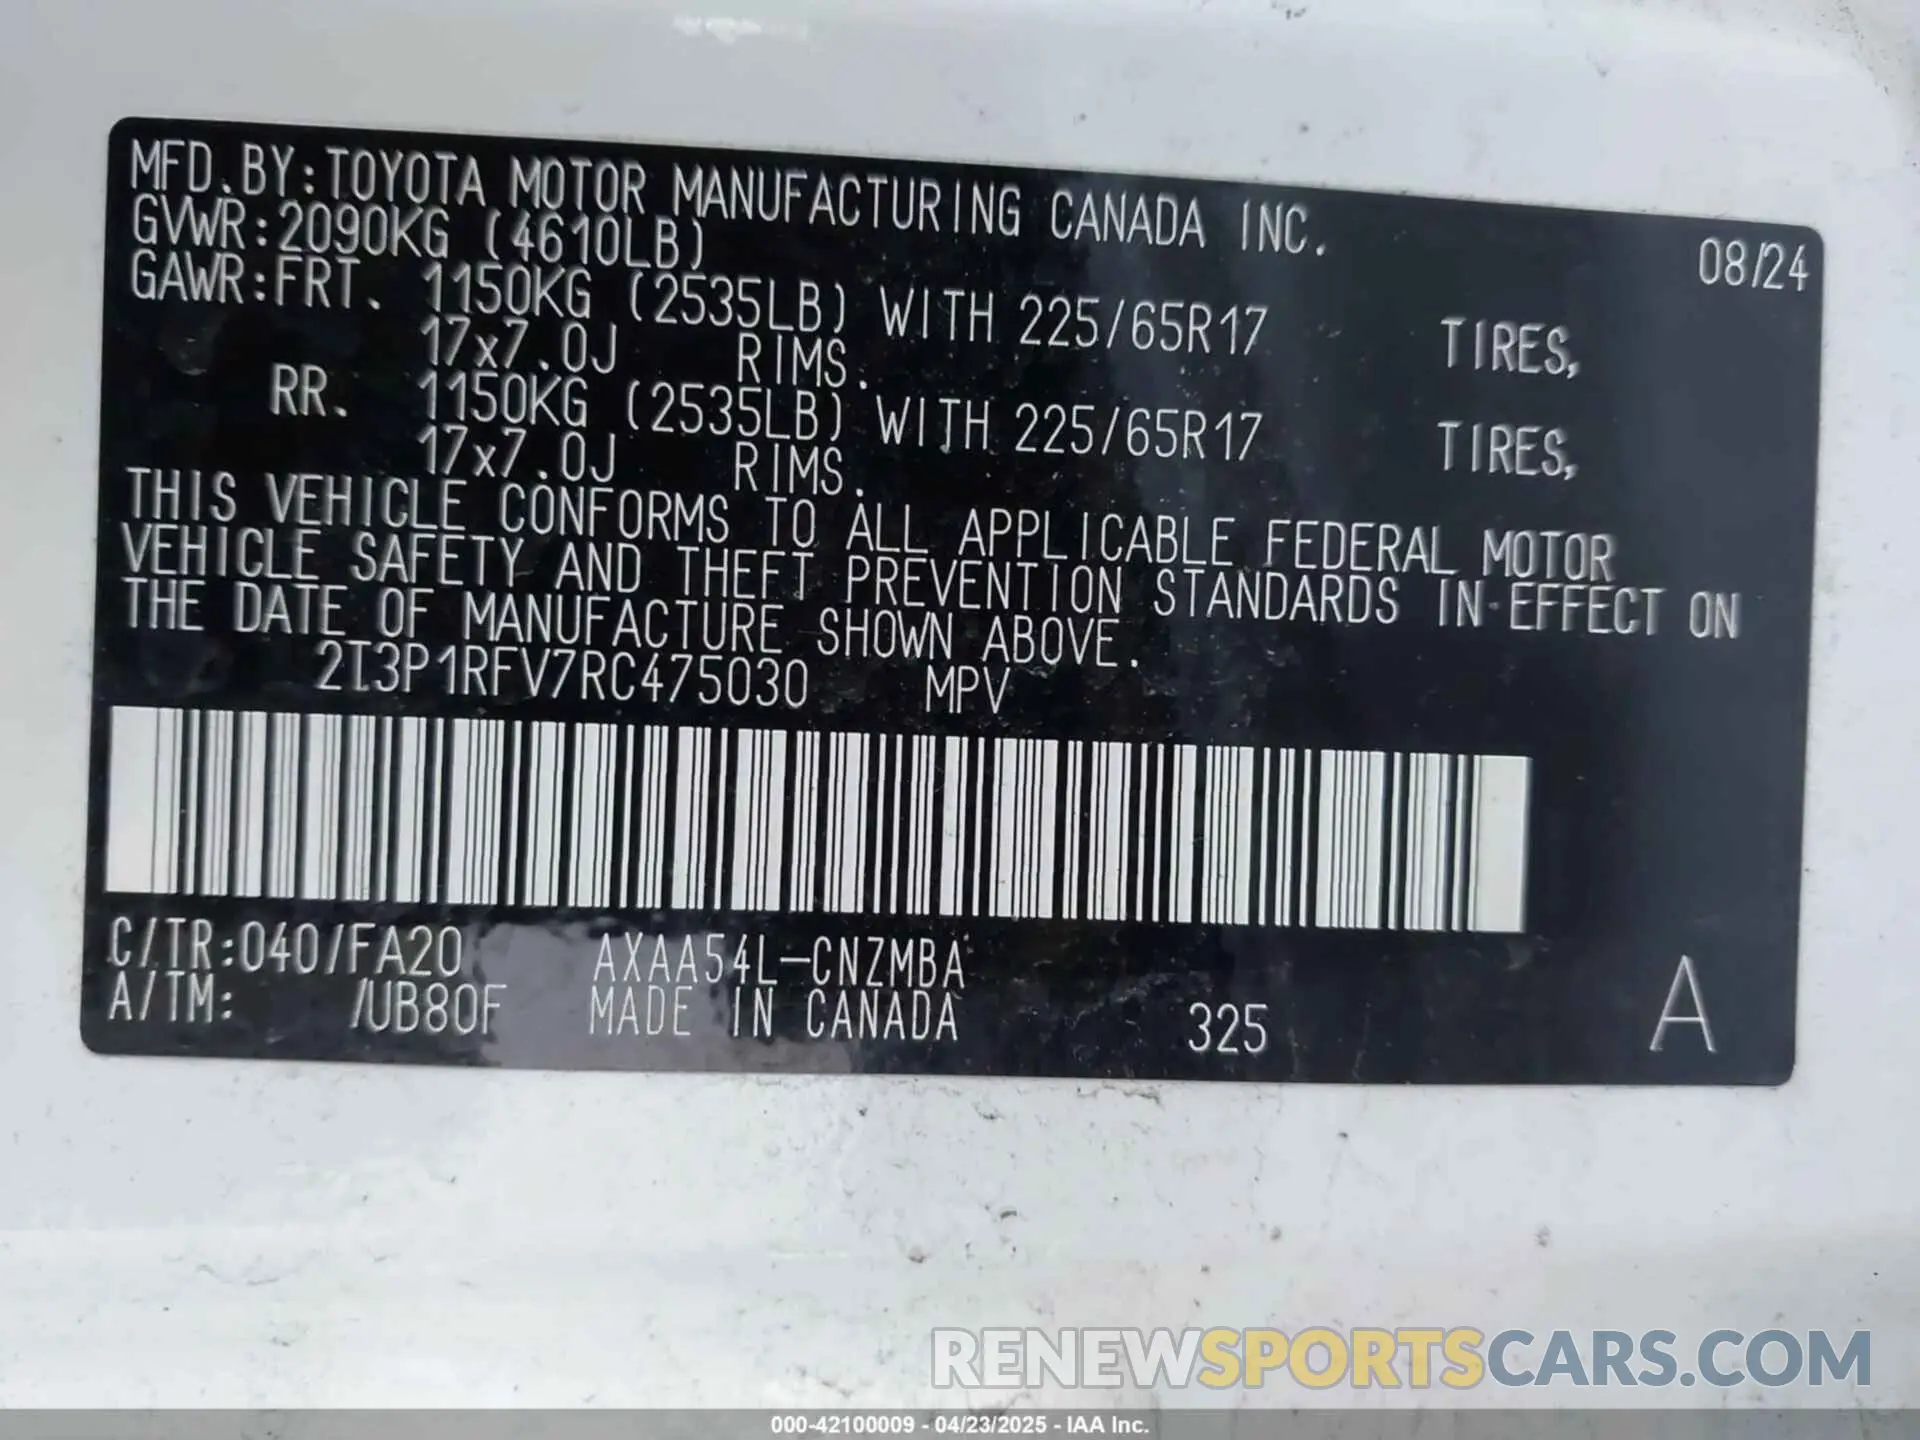 MFD.BY:TOYOTA MOTOR MANUFACTURING CANADA INC. 08/24
GVWR:2090KG (4610LB)
GAWR:FRT. 1150KG (2535LB) WITH 225/65R17 TIRES,
17x7.0J RIMS.
RR. 1150KG (2535LB) WITH 225/65R17 TIRES,
17x7.0J RIMS.
THIS VEHICLE CONFORMS TO ALL APPLICABLE FEDERAL MOTOR
VEHICLE SAFETY AND THEFT PREVENTION STANDARDS IN EFFECT ON
THE DATE OF MANUFACTURE SHOWN ABOVE.
2T3P1RFV7RC475030 MPV
C/TR:040/FA20 AXAA54L-CNZMBA
A/TM: /UB80F MADE IN CANADA 325 A
RENEWSPORTSCARS.COM
000-42100009 - 04/23/2025 - IAA Inc.